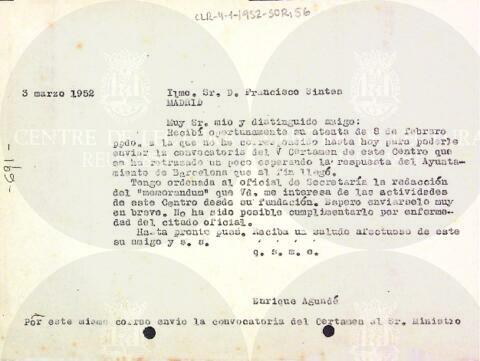 CLR-4-1-1952-SOR,56
3 marzo 1952
Ilmo. Sr. D. Francisco Sintes
MADRID
Muy Sr. mio y distinguido amigo:
Recibí oportunamente su atenta de 8 de febrero
ppdo. a la que no he correspondido hasta hoy para poderle
enviar la convocatoria del V Certamen de este Centro que
se ha retrasado un poco esperando la respuesta del Ayunta-
miento de Barcelona que al fin llegó.
Tengo ordenada al oficial de Secretaría la redacción
del "memorandum" que Vd. me interesa de las actividades
de este Centro desde su fundación. Espero enviarselo muy
en breve. No ha sido posible cumplimentarlo por enferme-
dad del citado oficial.
Hasta pronto pues. Reciba un saludo afectuoso de este
su amigo y s. s.
q. s. m. e.
Enrique Agundé
Por este mismo correo envio la convocatoria del Certamen al Sr. Ministro
-61-